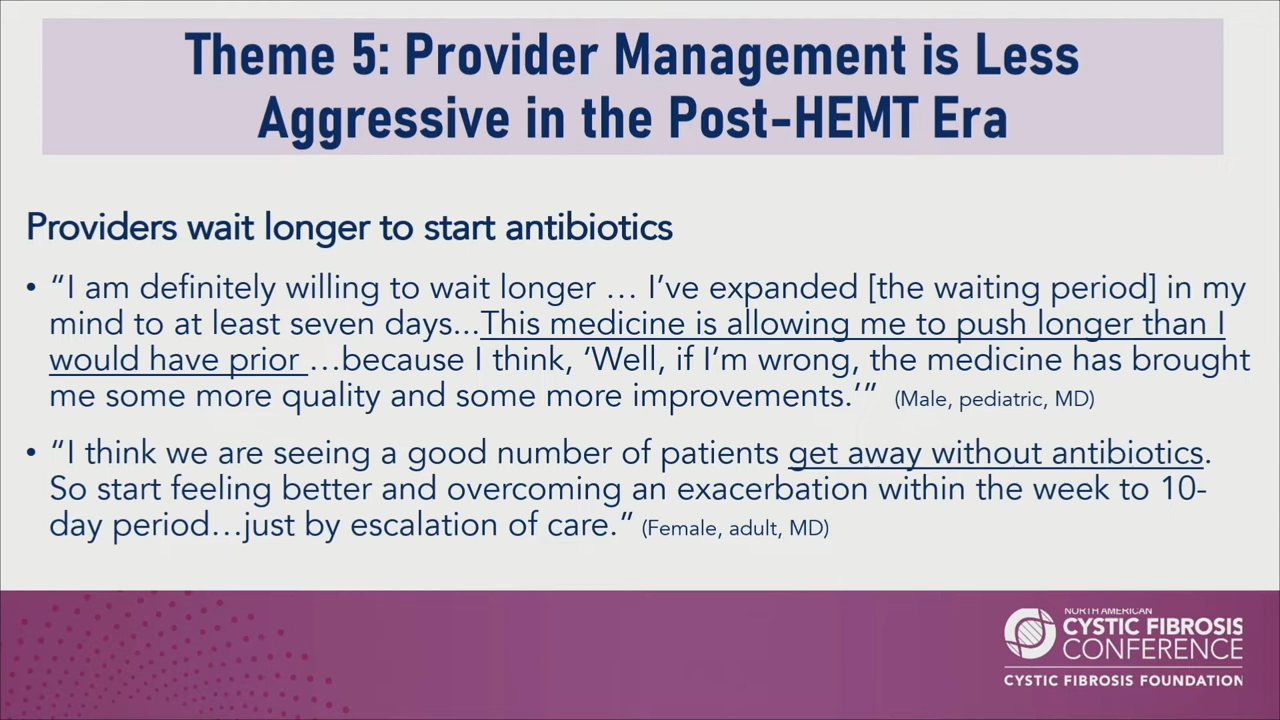 Theme 5: Provider Management is Less
Aggressive in the Post-HEMT Era
Providers wait longer to start antibiotics
• “I am definitely willing to wait longer … I’ve expanded [the waiting period] in my
mind to at least seven days...This medicine is allowing me to push longer than I
would have prior …because I think, ‘Well, if I’m wrong, the medicine has brought
me some more quality and some more improvements.’” (Male, pediatric, MD)
• “I think we are seeing a good number of patients get away without antibiotics.
So start feeling better and overcoming an exacerbation within the week to 10-
day period…just by escalation of care.” (Female, adult, MD)
NORTH AMERICAN
CYSTIC FIBROSIS
CONFERENCE
CYSTIC FIBROSIS FOUNDATION